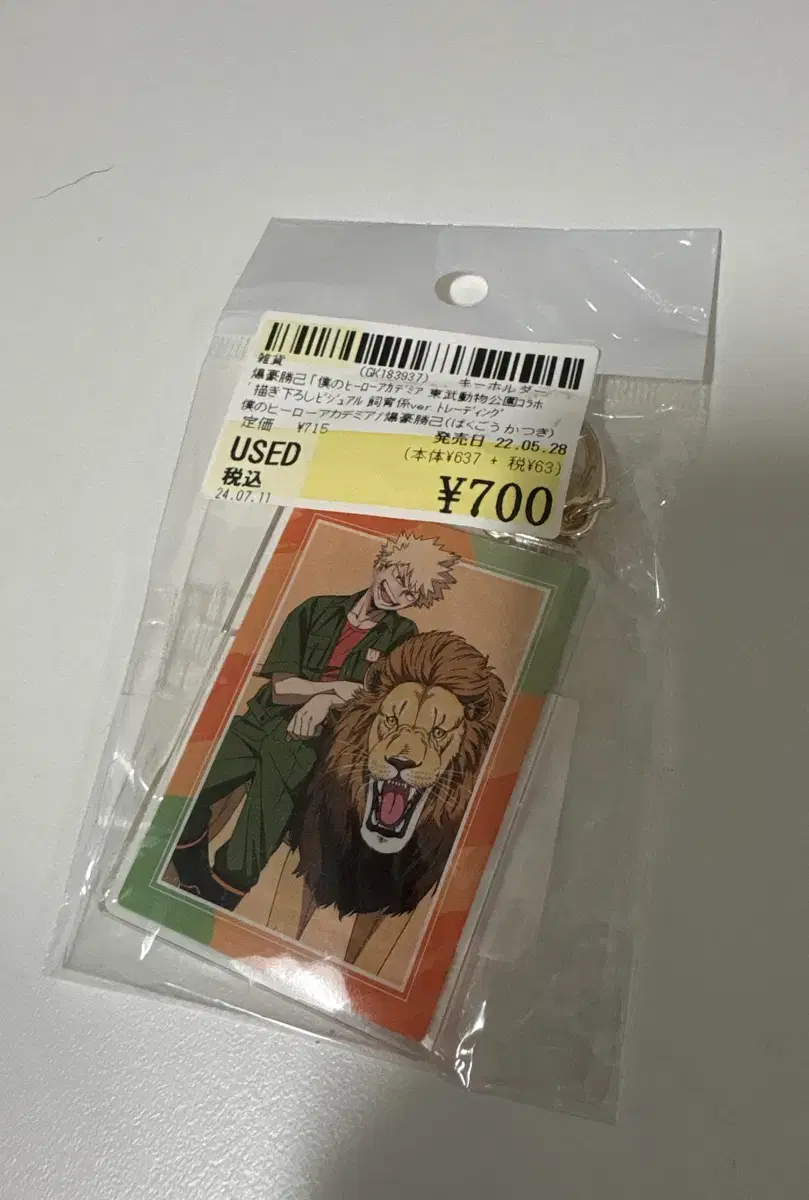 雑貨 (GK183937) キーホルダー
爆豪勝己「僕のヒーローアカデミア 東武動物公園コラボ
描き下ろしビジュアル 飼育係ver トレーディング
僕のヒーローアカデミア/爆豪勝己(ばくごう かつき)
定価 ¥715 発売日 22.05.28
USED (本体¥637 + 税¥63)
税込 ¥700
24.07.11